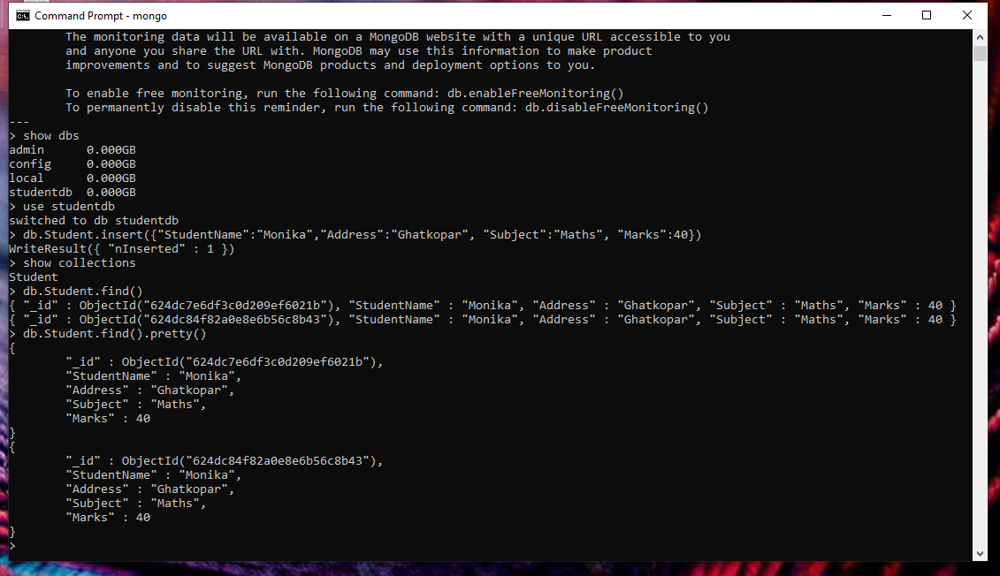 Command Prompt - mongo
The monitoring data will be available on a MongoDB website with a unique URL accessible to you
and anyone you share the URL with. MongoDB may use this information to make product
improvements and to suggest MongoDB products and deployment options to you.
To enable free monitoring, run the following command: db.enableFreeMonitoring()
To permanently disable this reminder, run the following command: db.disableFreeMonitoring()
---
> show dbs
admin      0.000GB
config     0.000GB
local      0.000GB
studentdb  0.000GB
> use studentdb
switched to db studentdb
> db.Student.insert({"StudentName":"Monika","Address":"Ghatkopar", "Subject":"Maths", "Marks":40})
WriteResult({ "nInserted" : 1 })
> show collections
Student
> db.Student.find()
{ "_id" : ObjectId("624dc7e6df3c0d209ef6021b"), "StudentName" : "Monika", "Address" : "Ghatkopar", "Subject" : "Maths", "Marks" : 40 }
{ "_id" : ObjectId("624dc84f82a0e8e6b56c8b43"), "StudentName" : "Monika", "Address" : "Ghatkopar", "Subject" : "Maths", "Marks" : 40 }
> db.Student.find().pretty()
{
        "_id" : ObjectId("624dc7e6df3c0d209ef6021b"),
        "StudentName" : "Monika",
        "Address" : "Ghatkopar",
        "Subject" : "Maths",
        "Marks" : 40
}
{
        "_id" : ObjectId("624dc84f82a0e8e6b56c8b43"),
        "StudentName" : "Monika",
        "Address" : "Ghatkopar",
        "Subject" : "Maths",
        "Marks" : 40
}
>